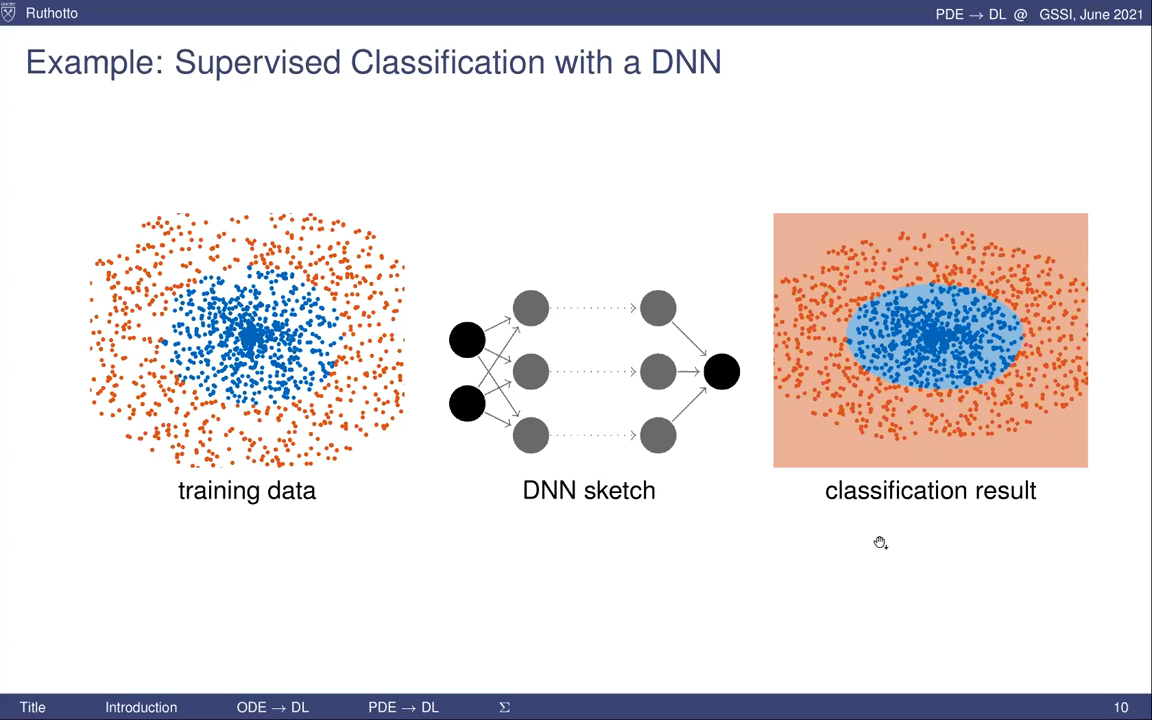 Ruthotto
PDE → DL @ GSSI, June 2021
Example: Supervised Classification with a DNN
training data
DNN sketch
classification result
Title Introduction ODE → DL PDE → DL Σ 10